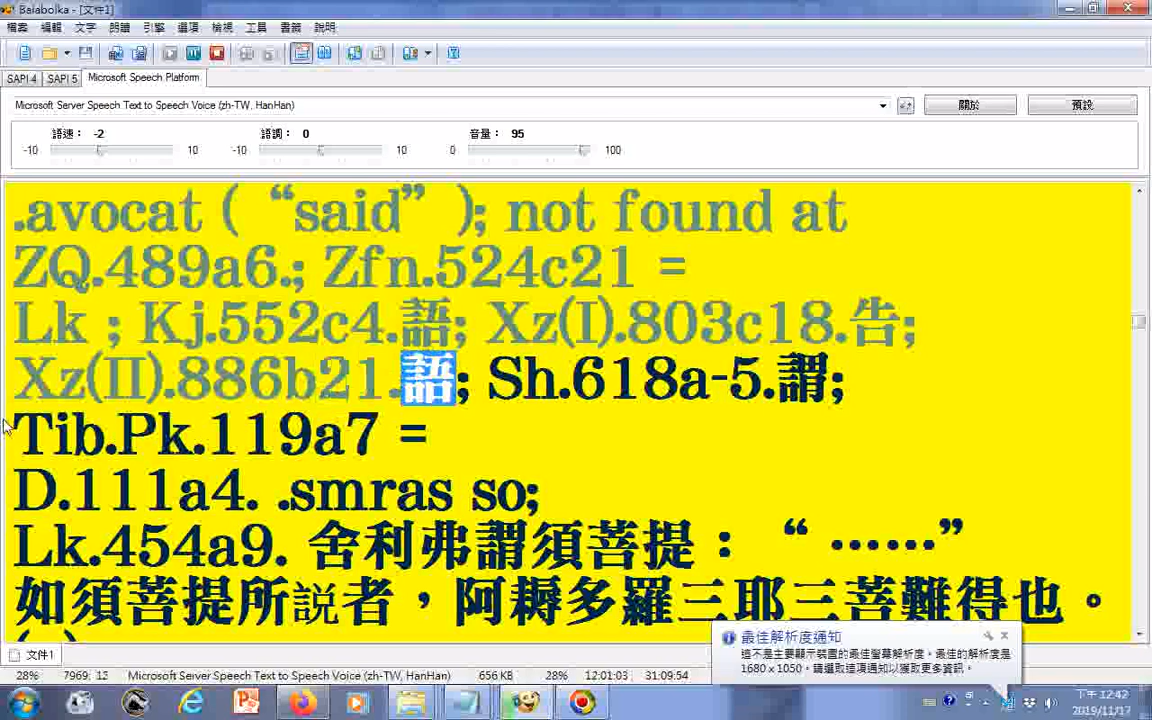 Balabolka - [文件1]
檔案 編輯 文字 朗讀 引擎 選項 檢視 工具 書籤 說明
SAPI 4 SAPI 5 Microsoft Speech Platform
Microsoft Server Speech Text to Speech Voice (zh-TW, HanHan) 關於 預設
語速： -2 語調： 0 音量： 95
-10 10 -10 10 0 100
.avocat (“said”); not found at
ZQ.489a6.; Zfn.524c21 =
Lk ; Kj.552c4.語; Xz(I).803c18.告;
Xz(II).886b21.語; Sh.618a-5.謂;
Tib.Pk.119a7 =
D.111a4. .smras so;
Lk.454a9. 舍利弗謂須菩提：“……”
如須菩提所説者，阿耨多羅三耶三菩難得也。
最佳解析度通知
這不是主要顯示裝置的最佳螢幕解析度。最佳的解析度是
1680 x 1050。請選取這項通知以獲取更多資訊。
文件1
28% 7969, 12 Microsoft Server Speech Text to Speech Voice (zh-TW, HanHan) 656 KB 28% 12:01:03 31:09:54
下午 12:42
2019/11/17